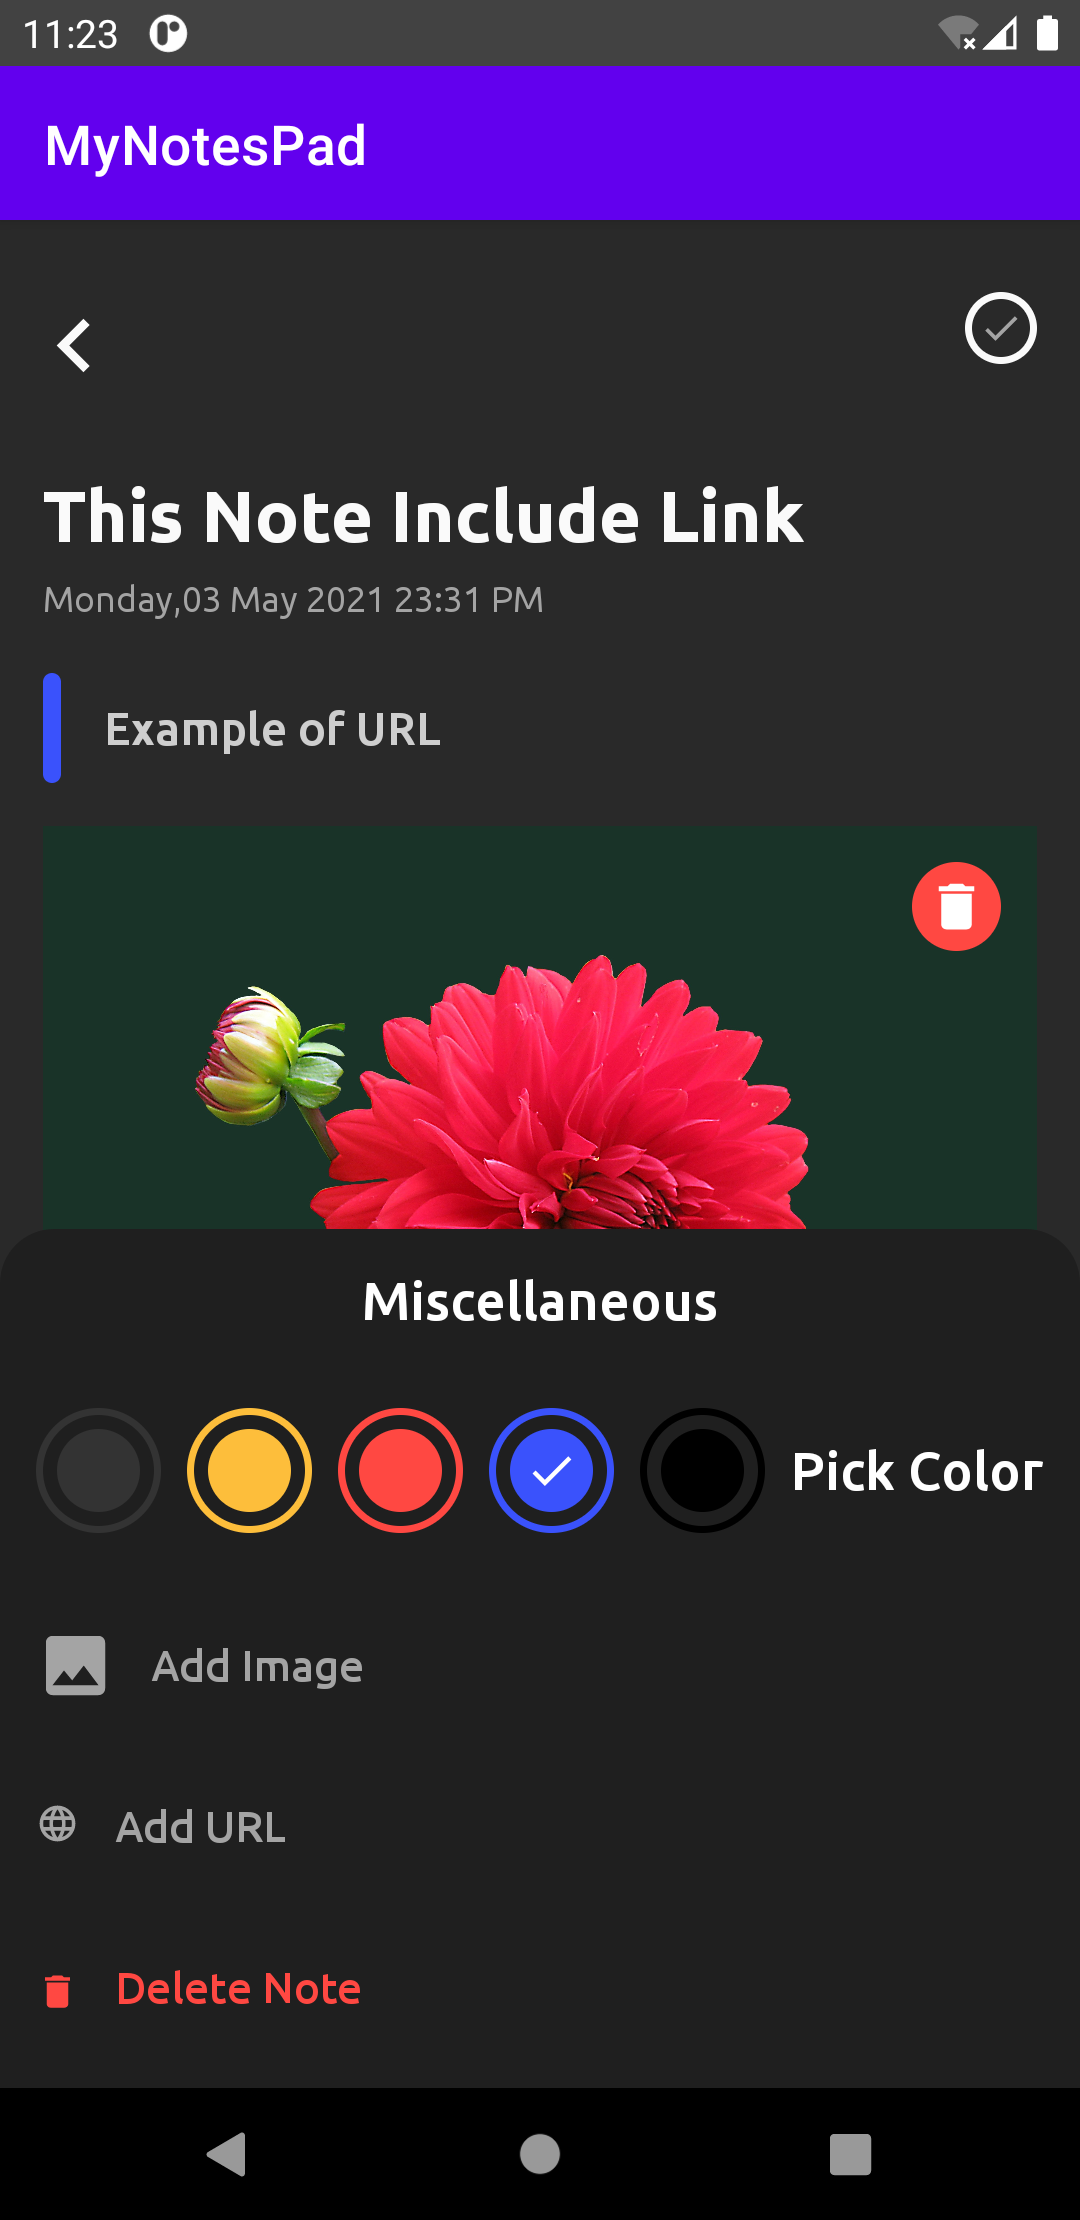 11:23
MyNotesPad
This Note Include Link
Monday,03 May 2021 23:31 PM
Example of URL
Miscellaneous
Pick Color
Add Image
Add URL
Delete Note